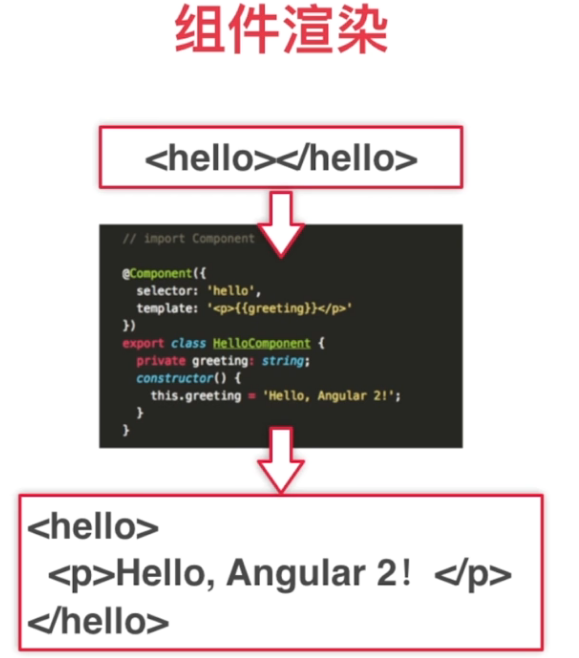 组件渲染
<hello></hello>
// import Component
@Component({
  selector: 'hello',
  template: '<p>{{greeting}}</p>'
})
export class HelloComponent {
  private greeting: string;
  constructor() {
    this.greeting = 'Hello, Angular 2!';
  }
}
<hello>
  <p>Hello, Angular 2！ </p>
</hello>